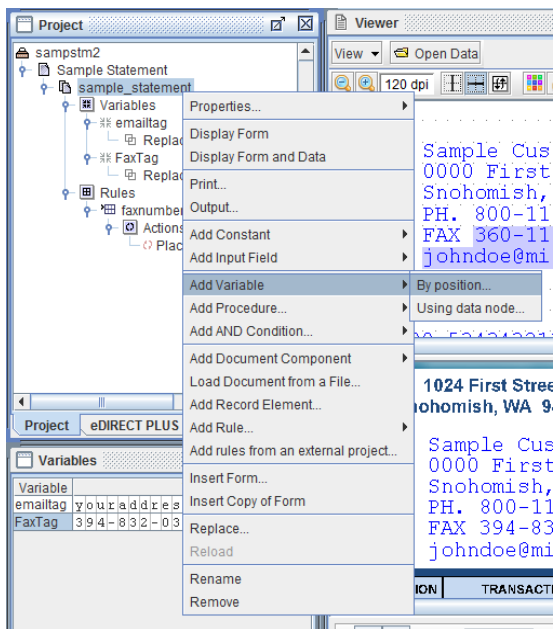 Project
sampstm2
Sample Statement
sample_statement
Variables
emailtag
Replac
FaxTag
Replac
Rules
faxnumber
Actions
Plac
Project
eDIRECT PLUS
Variables
Variable
emailtag youraddres
FaxTag 394-832-03
Properties...
Display Form
Display Form and Data
Print...
Output...
Add Constant
Add Input Field
Add Variable
Add Procedure...
Add AND Condition...
Add Document Component
Load Document from a File...
Add Record Element...
Add Rule...
Add rules from an external project...
Insert Form...
Insert Copy of Form
Replace...
Reload
Rename
Remove
By position...
Using data node...
Viewer
View
Open Data
120 dpi
Sample Cus
0000 First
Snohomish,
PH. 800-11
FAX 360-11
johndoe@mi
1024 First Stree
ohomish, WA 9
Sample Cus
0000 First
Snohomish,
PH. 800-11
FAX 394-83
johndoe@mi
ION
TRANSACTI